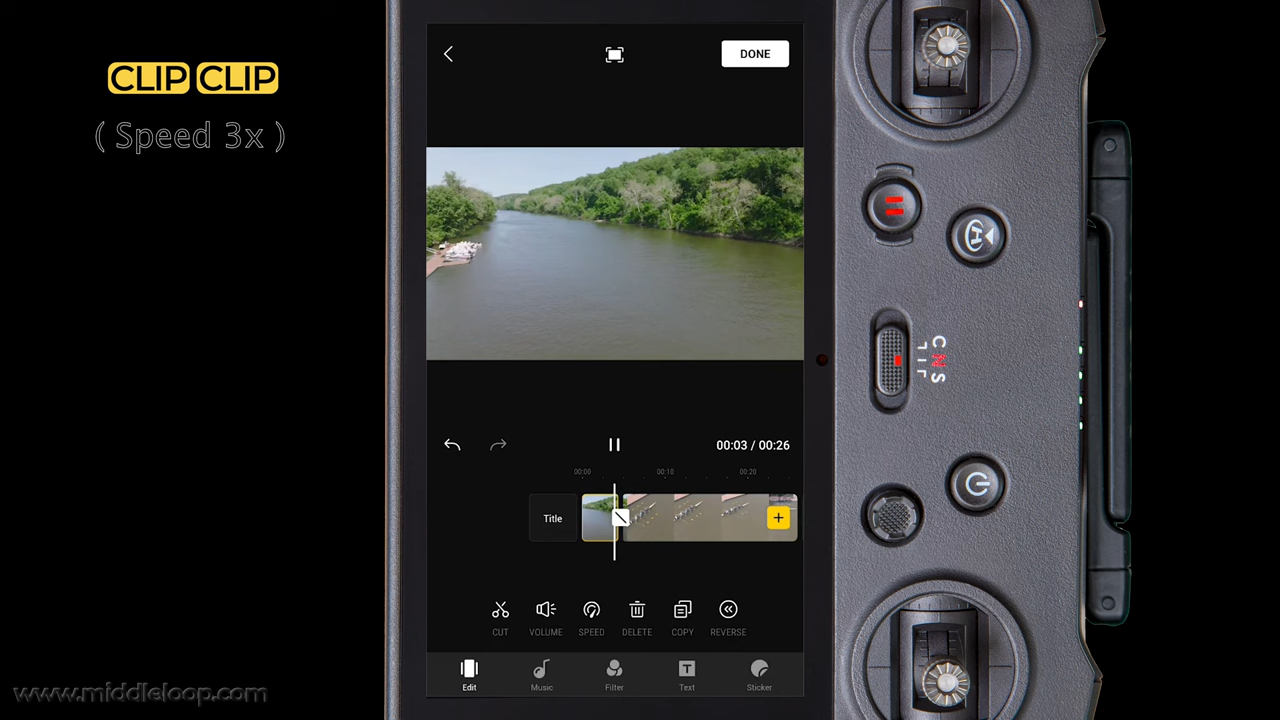 CLIP CLIP
( Speed 3x )
DONE
00:03 / 00:26
00:00 00:10 00:20
Title
CUT VOLUME SPEED DELETE COPY REVERSE
Edit Music Filter Text Sticker
C N S
H
www.middleloop.com